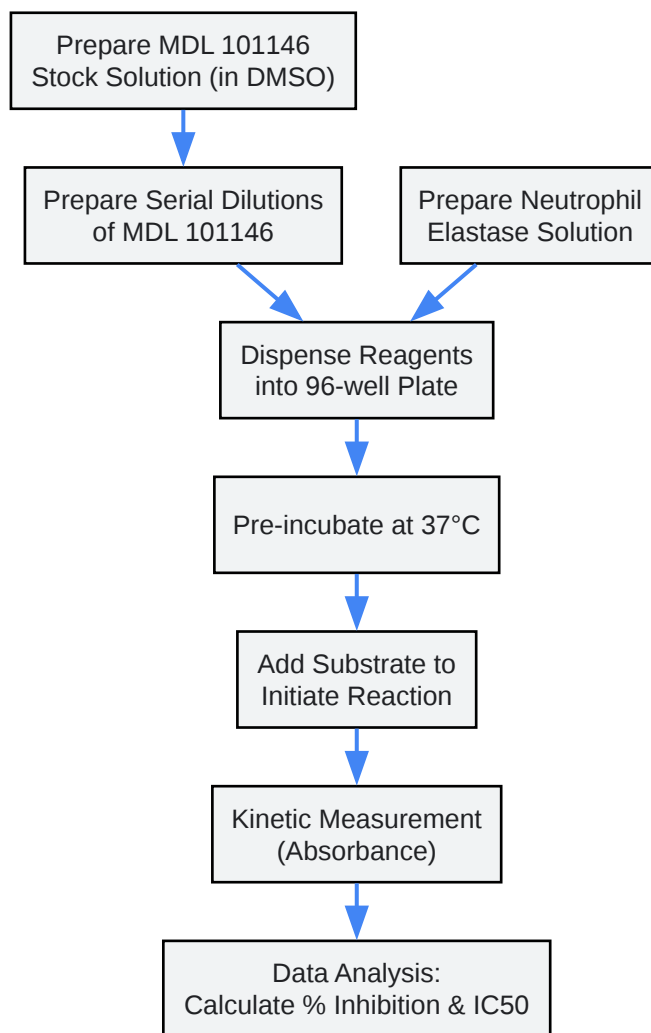 Prepare MDL 101146
Stock Solution (in DMSO)
Prepare Serial Dilutions
of MDL 101146
Prepare Neutrophil
Elastase Solution
Dispense Reagents
into 96-well Plate
Pre-incubate at 37°C
Add Substrate to
Initiate Reaction
Kinetic Measurement
(Absorbance)
Data Analysis:
Calculate % Inhibition & IC50